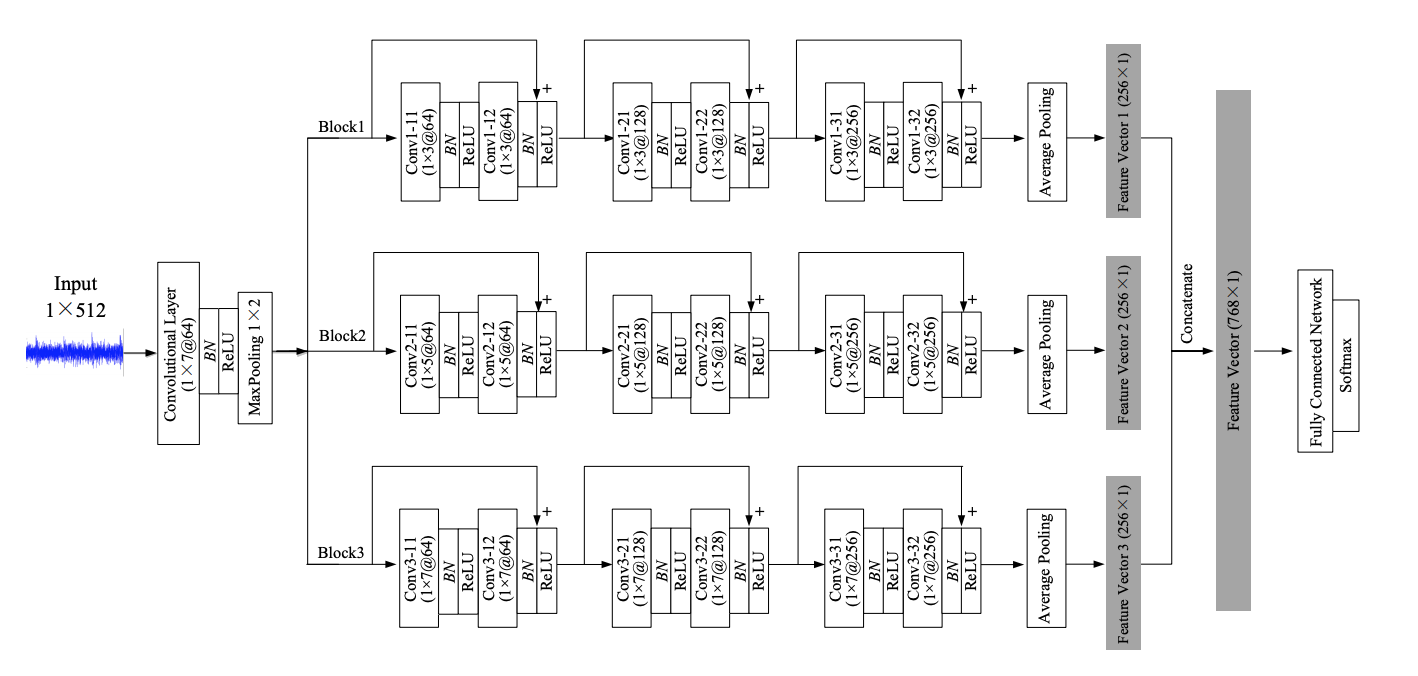 Input
1×512
Convolutional Layer
(1×7@64)
BN
ReLU
MaxPooling 1×2
Block1
Conv1-11
(1×3@64)
BN
ReLU
Conv1-12
(1×3@64)
BN
ReLU
+
Conv1-21
(1×3@128)
BN
ReLU
Conv1-22
(1×3@128)
BN
ReLU
+
Conv1-31
(1×3@256)
BN
ReLU
Conv1-32
(1×3@256)
BN
ReLU
+
Average Pooling
Feature Vector 1 (256×1)
Block2
Conv2-11
(1×5@64)
BN
ReLU
Conv2-12
(1×5@64)
BN
ReLU
+
Conv2-21
(1×5@128)
BN
ReLU
Conv2-22
(1×5@128)
BN
ReLU
+
Conv2-31
(1×5@256)
BN
ReLU
Conv2-32
(1×5@256)
BN
ReLU
+
Average Pooling
Feature Vector 2 (256×1)
Block3
Conv3-11
(1×7@64)
BN
ReLU
Conv3-12
(1×7@64)
BN
ReLU
+
Conv3-21
(1×7@128)
BN
ReLU
Conv3-22
(1×7@128)
BN
ReLU
+
Conv3-31
(1×7@256)
BN
ReLU
Conv3-32
(1×7@256)
BN
ReLU
+
Average Pooling
Feature Vector 3 (256×1)
Concatenate
Feature Vector (768×1)
Fully Connected Network
Softmax